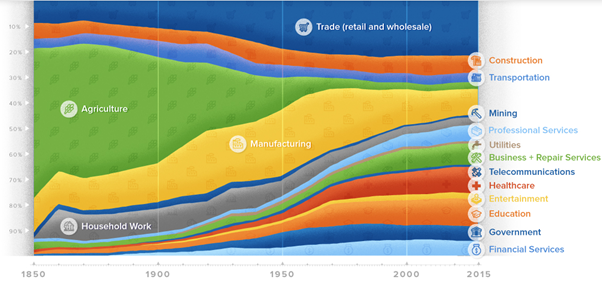 Trade (retail and wholesale)
10%
20%
30%
40%
50%
60%
70%
80%
90%
Agriculture
Manufacturing
Household Work
Construction
Transportation
Mining
Professional Services
Utilities
Business + Repair Services
Telecommunications
Healthcare
Entertainment
Education
Government
Financial Services
1850
1900
1950
2000
2015